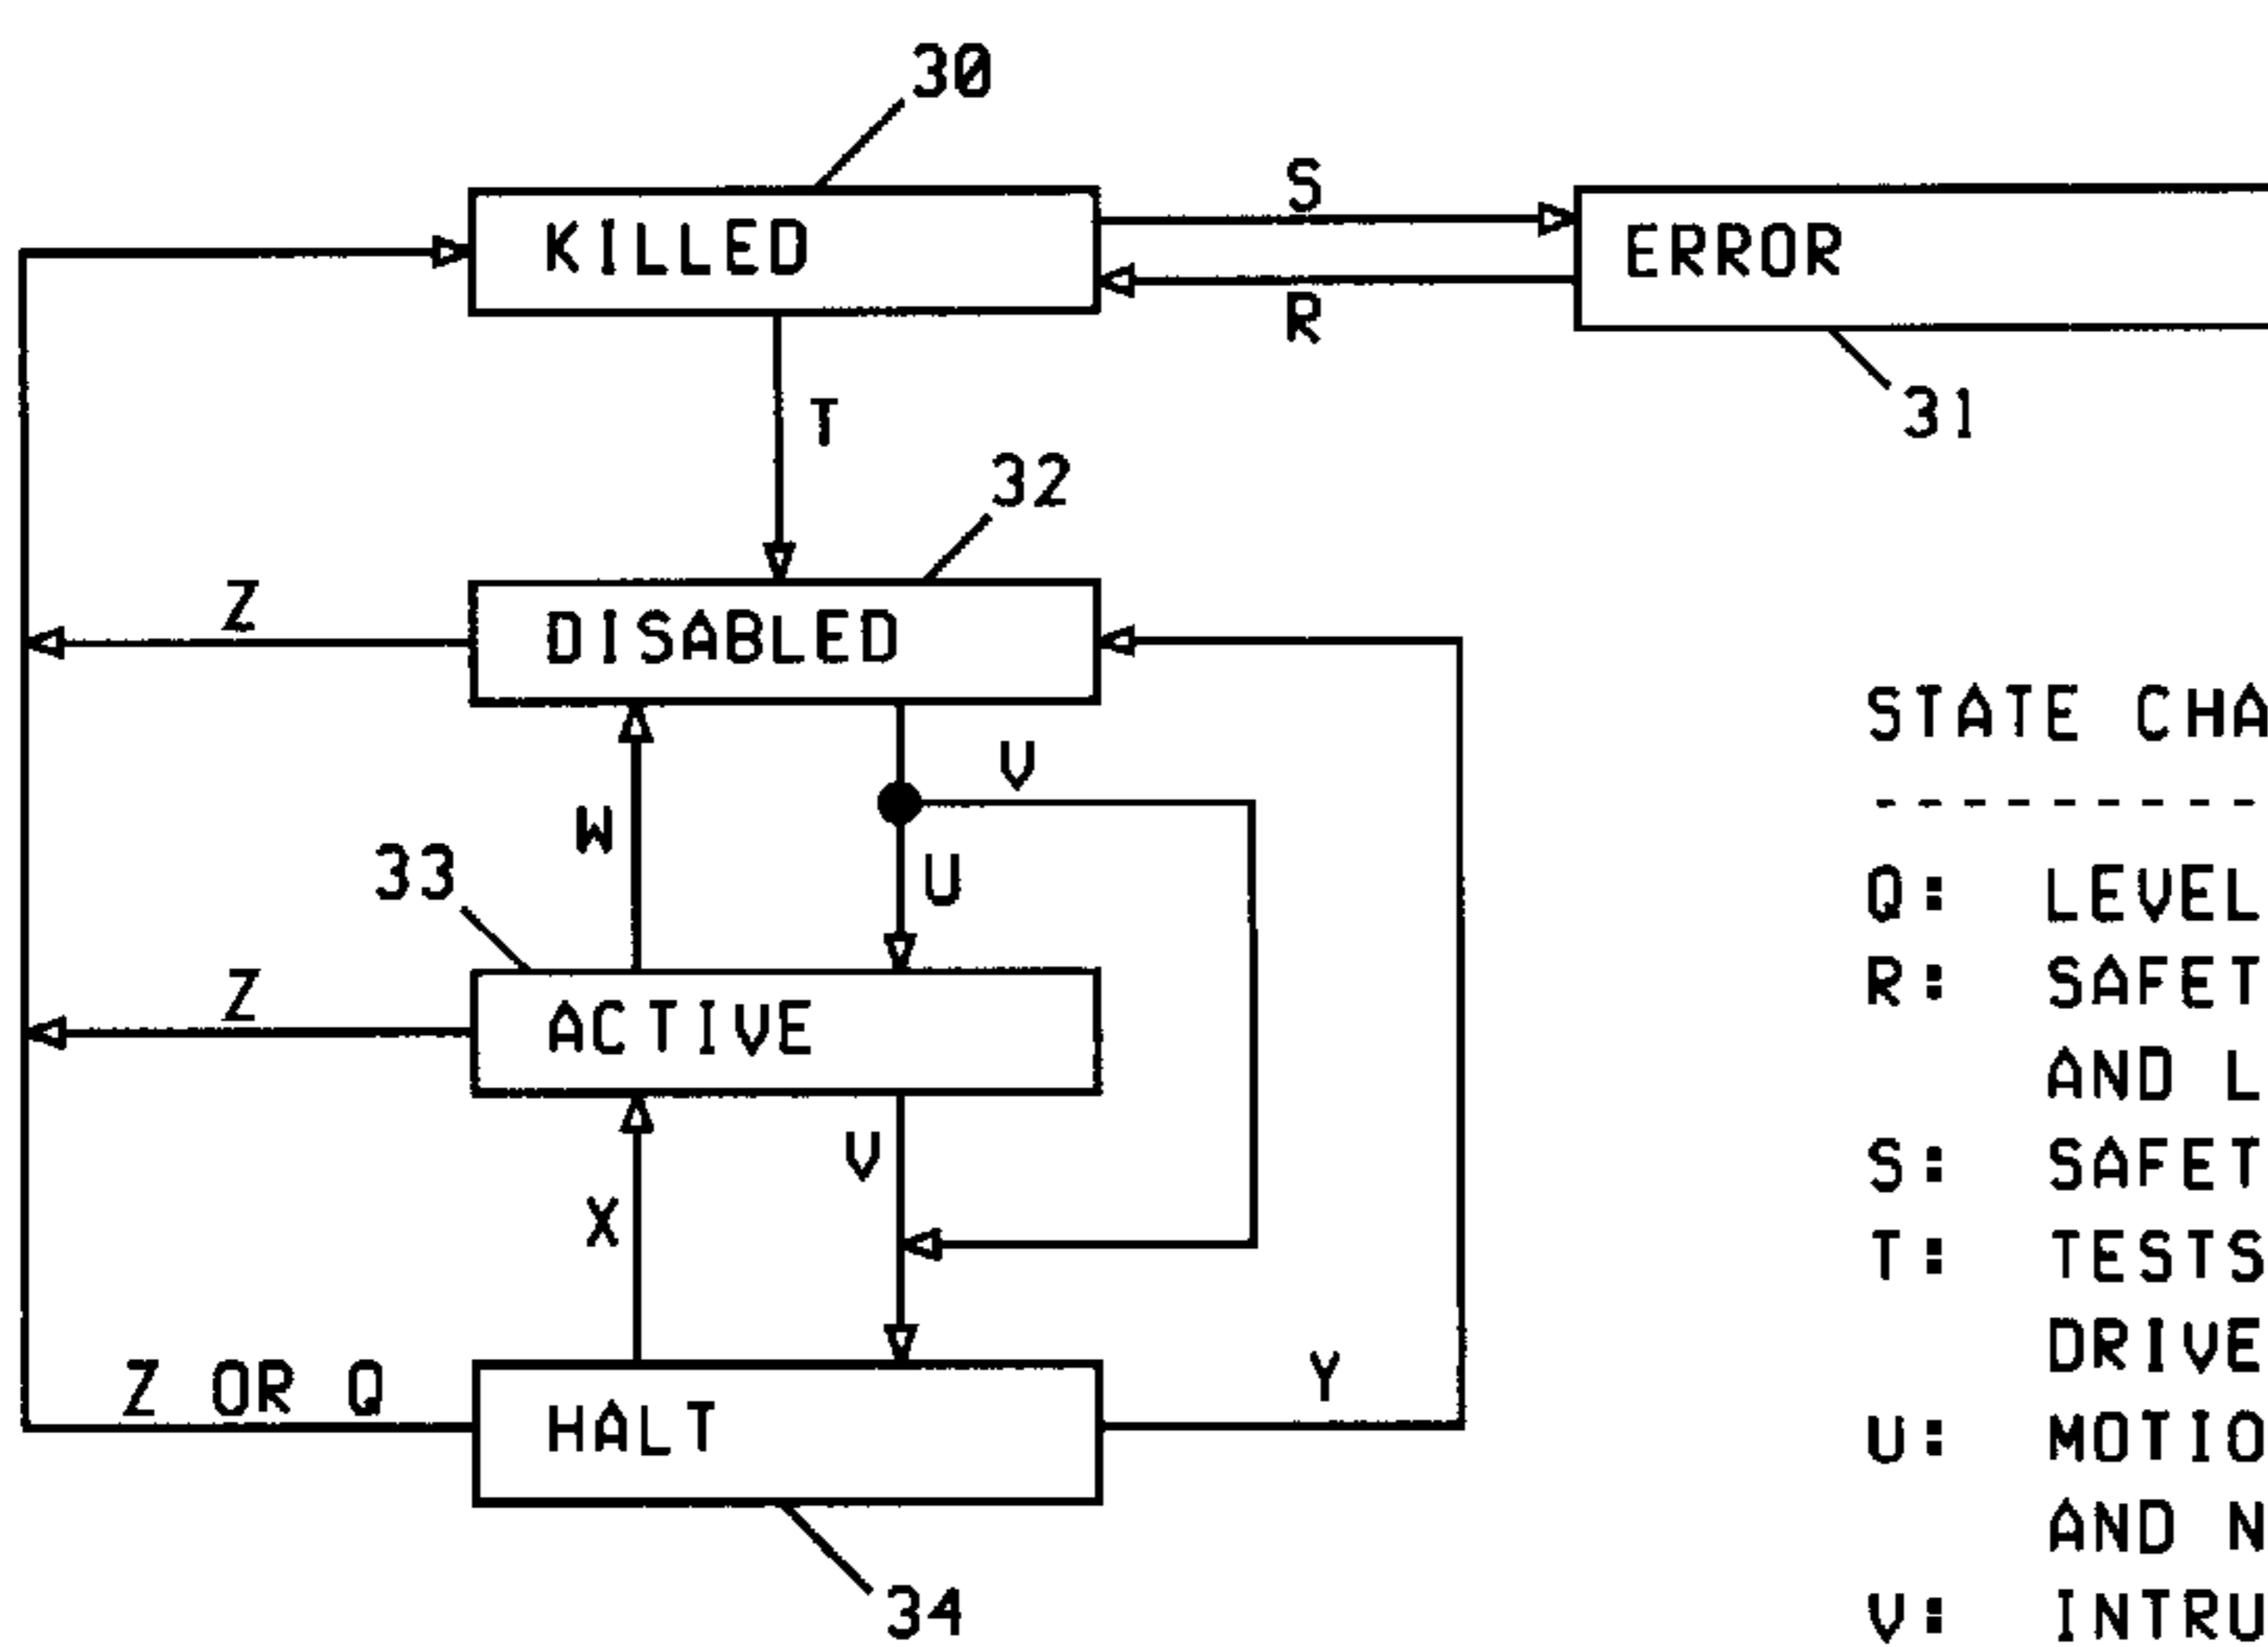 30
S
KILLED
ERROR
R
31
T
32
Z
DISABLED
V
W
33
U
Z
ACTIVE
V
X
Z OR Q
Y
HALT
34
STATE CHA
---------
Q: LEVEL
R: SAFET
AND L
S: SAFET
T: TESTS
DRIVE
U: MOTIO
AND N
V: INTRU